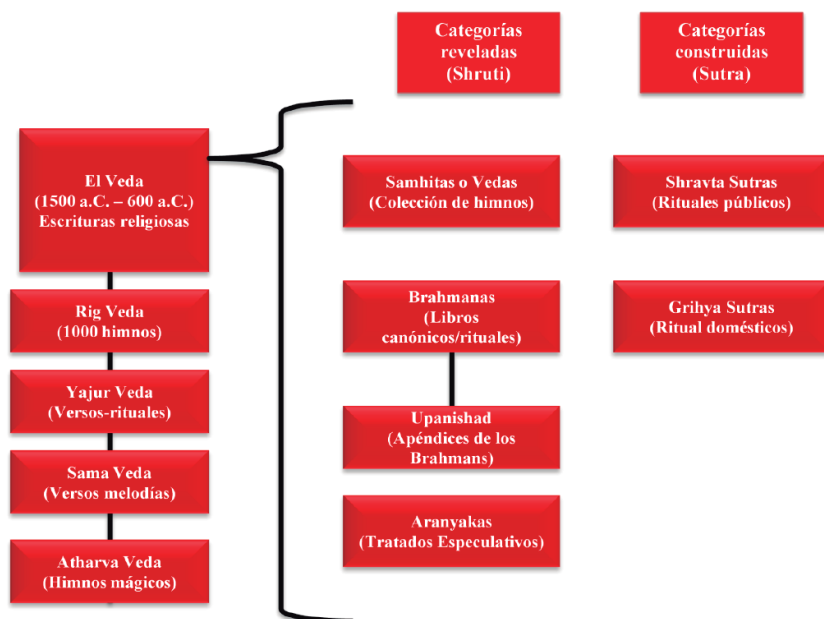 Categorías
reveladas
(Shruti)
Categorías
construidas
(Sutra)
El Veda
(1500 a.C. – 600 a.C.)
Escrituras religiosas
Samhitas o Vedas
(Colección de himnos)
Shravta Sutras
(Rituales públicos)
Rig Veda
(1000 himnos)
Brahmanas
(Libros
canónicos/rituales)
Grihya Sutras
(Ritual domésticos)
Yajur Veda
(Versos-rituales)
Upanishad
(Apéndices de los
Brahmans)
Sama Veda
(Versos melodías)
Aranyakas
(Tratados Especulativos)
Atharva Veda
(Himnos mágicos)